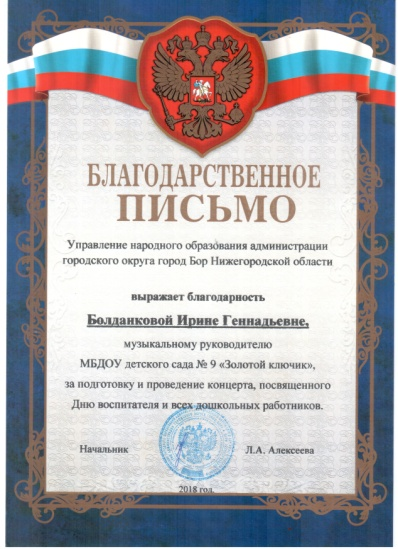 БЛАГОДАРСТВЕННОЕ
ПИСЬМО
Управление народного образования администрации
городского округа город Бор Нижегородской области
выражает благодарность
Болданковой Ирине Геннадьевне,
музыкальному руководителю
МБДОУ детского сада № 9 «Золотой ключик»,
за подготовку и проведение концерта, посвященного
Дню воспитателя и всех дошкольных работников.
Начальник Л.А. Алексеева
2018 год.